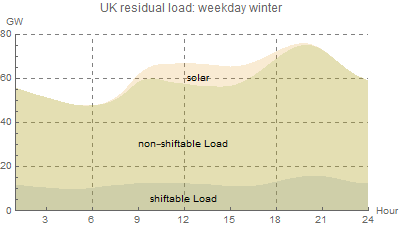 UK residual load: weekday winter
GW
80
60
solar
40
non-shiftable Load
20
shiftable Load
0
3 6 9 12 15 18 21 24 Hour